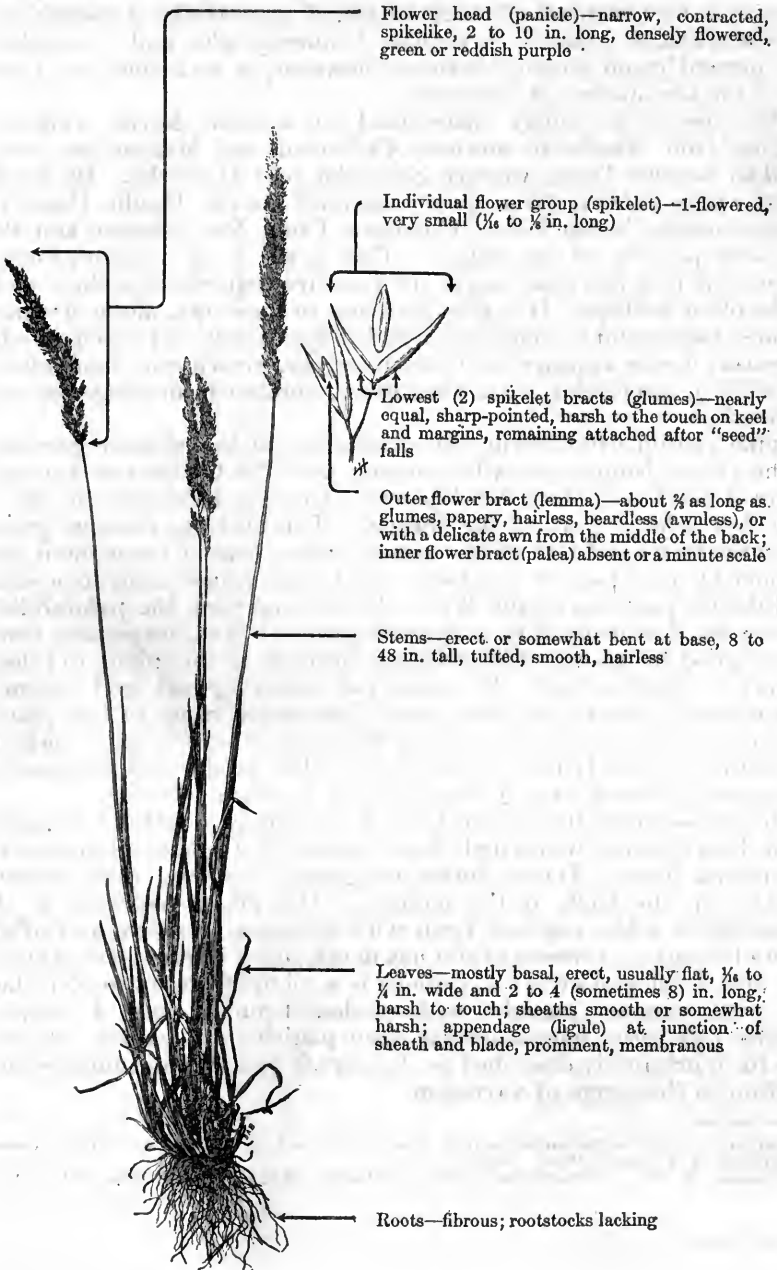 Flower head (panicle)—narrow, contracted,
spikelike, 2 to 10 in. long, densely flowered,
green or reddish purple
Individual flower group (spikelet)—1-flowered,
very small (1/16 to 1/8 in. long)
Lowest (2) spikelet bracts (glumes)—nearly
equal, sharp-pointed, harsh to the touch on keel
and margins, remaining attached after "seed"
falls
Outer flower bract (lemma)—about ⅔ as long as
glumes, papery, hairless, beardless (awnless), or
with a delicate awn from the middle of the back;
inner flower bract (palea) absent or a minute scale
Stems—erect or somewhat bent at base, 8 to
48 in. tall, tufted, smooth, hairless
Leaves—mostly basal, erect, usually flat, 1/16 to
¼ in. wide and 2 to 4 (sometimes 8) in. long,
harsh to touch; sheaths smooth or somewhat
harsh; appendage (ligule) at junction of
sheath and blade, prominent, membranous
Roots—fibrous; rootstocks lacking